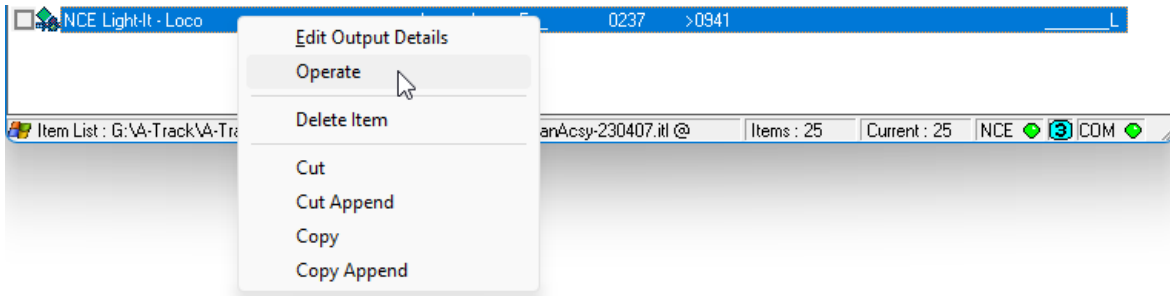 NCE Light-It - Loco 0237 >0941 L
Edit Output Details
Operate
Delete Item
Item List : G:\A-Track\A-Tra anAcsy-230407.itl @ Items : 25 Current : 25 NCE 3 COM
Cut
Cut Append
Copy
Copy Append